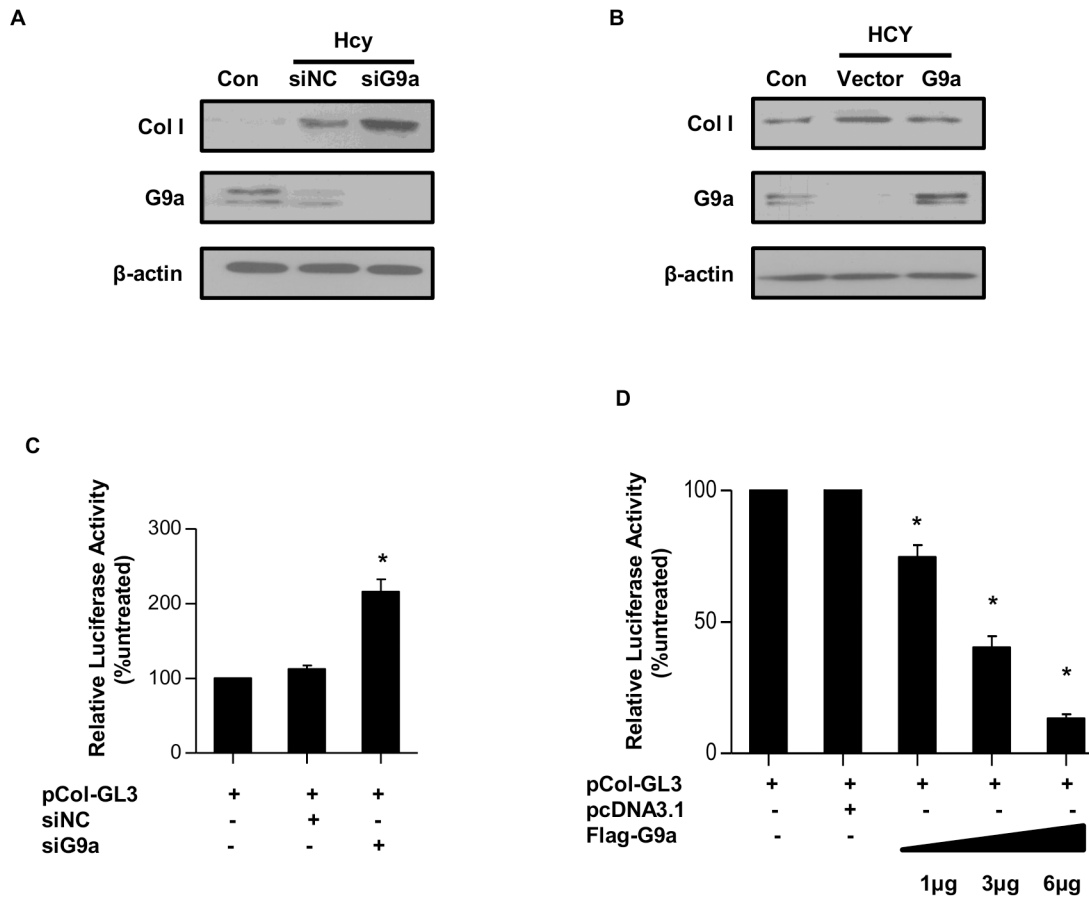 A
Hcy
Con siNC siG9a
Col I
G9a
β-actin
B
HCY
Con Vector G9a
Col I
G9a
β-actin
C
Relative Luciferase Activity
(%untreated)
300
200
100
0
*
pCol-GL3 + + +
siNC - + -
siG9a - - +
D
Relative Luciferase Activity
(%untreated)
100
50
0
*
*
*
pCol-GL3 + + + + +
pcDNA3.1 - + - - -
Flag-G9a - -
1µg 3µg 6µg